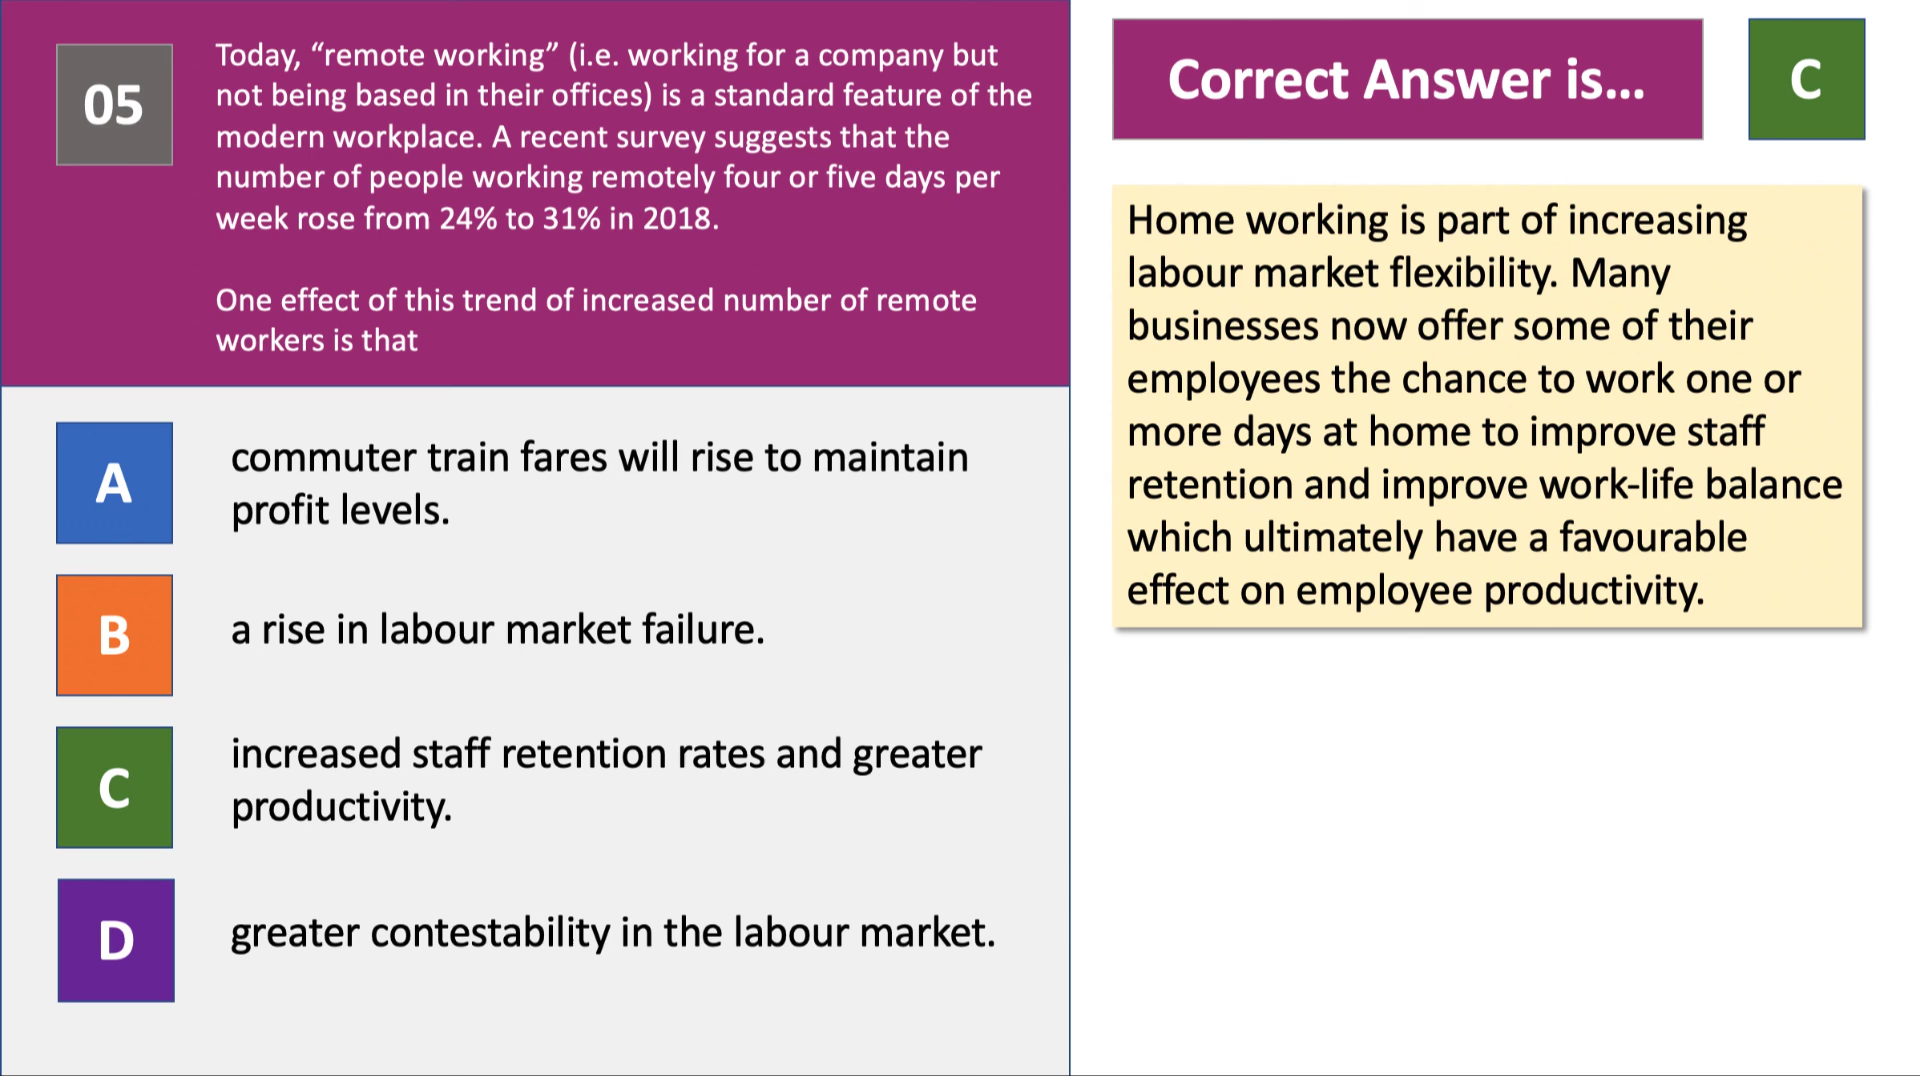 05
Today, “remote working” (i.e. working for a company but
not being based in their offices) is a standard feature of the
modern workplace. A recent survey suggests that the
number of people working remotely four or five days per
week rose from 24% to 31% in 2018.
One effect of this trend of increased number of remote
workers is that
A
commuter train fares will rise to maintain
profit levels.
B
a rise in labour market failure.
C
increased staff retention rates and greater
productivity.
D
greater contestability in the labour market.
Correct Answer is...
C
Home working is part of increasing
labour market flexibility. Many
businesses now offer some of their
employees the chance to work one or
more days at home to improve staff
retention and improve work-life balance
which ultimately have a favourable
effect on employee productivity.